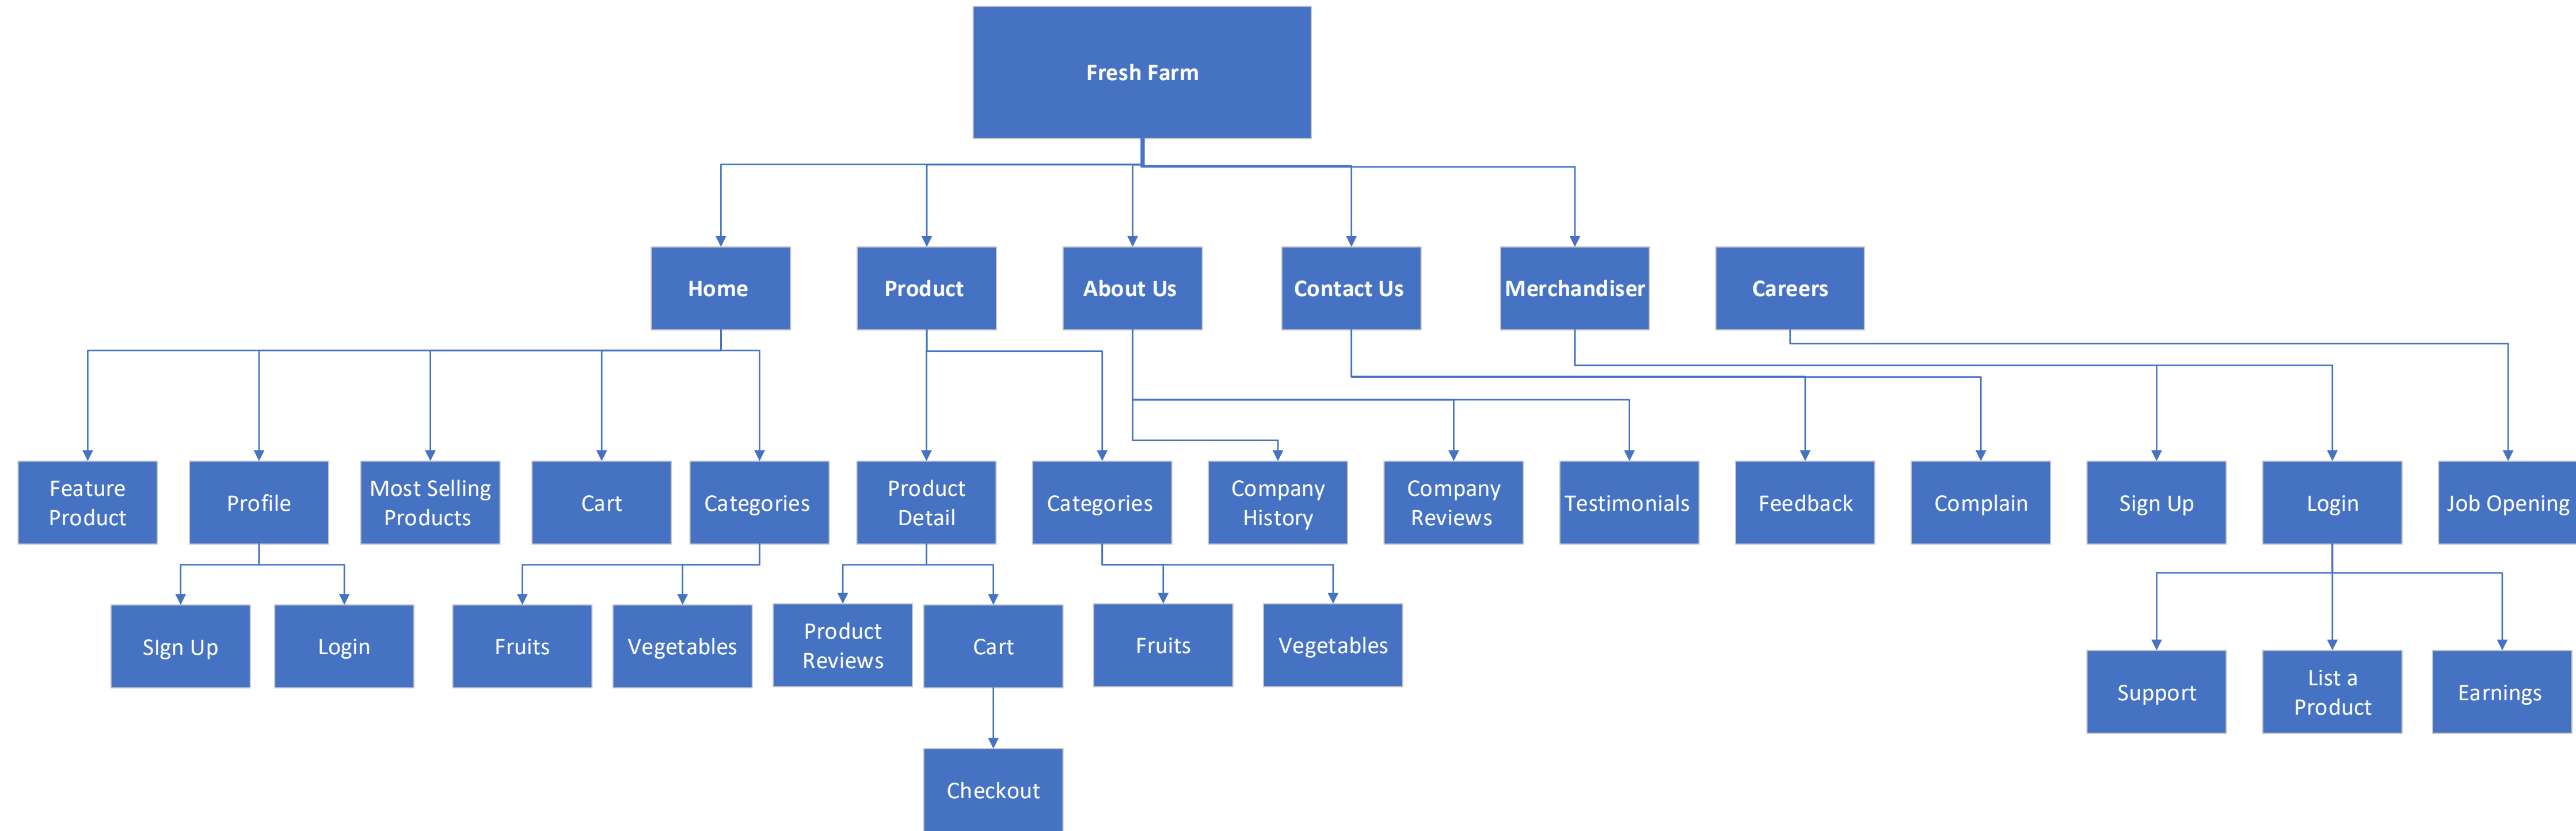 Fresh Farm
Home
Product
About Us
Contact Us
Merchandiser
Careers
Feature
Product
Profile
Most Selling
Products
Cart
Categories
Product
Detail
Categories
Company
History
Company
Reviews
Testimonials
Feedback
Complain
Sign Up
Login
Job Opening
SIgn Up
Login
Fruits
Vegetables
Product
Reviews
Cart
Fruits
Vegetables
Support
List a
Product
Earnings
Checkout